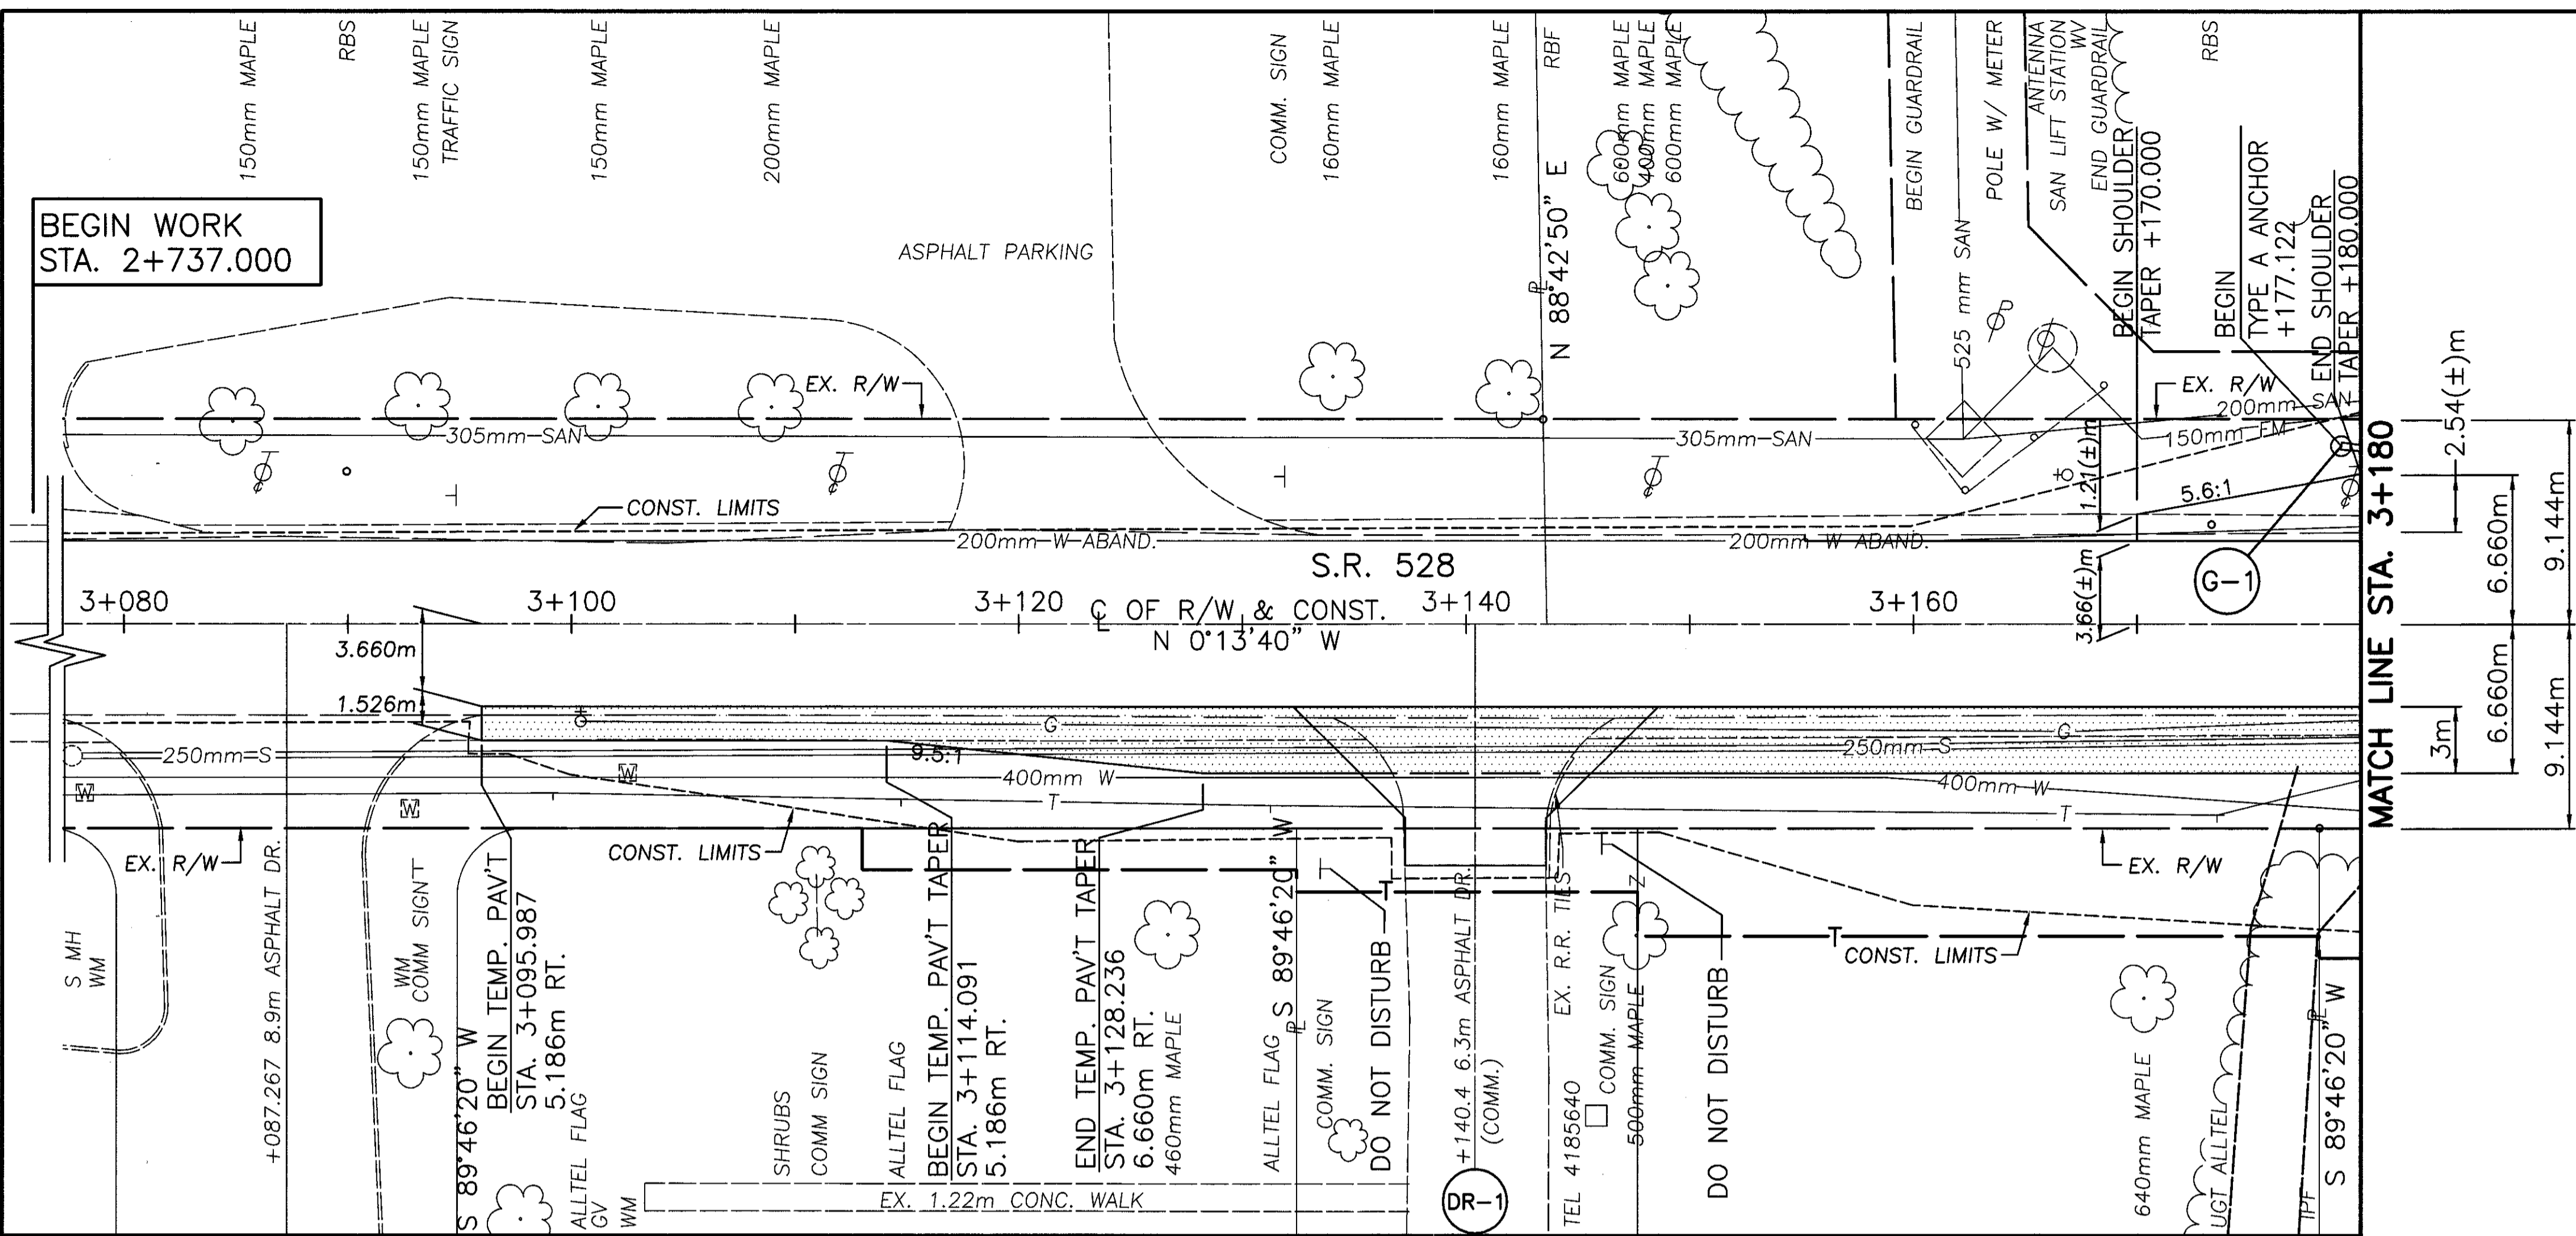 150mm MAPLE
RBS
150mm MAPLE
TRAFFIC SIGN
150mm MAPLE
200mm MAPLE
COMM. SIGN
160mm MAPLE
160mm MAPLE
RBF
600mm MAPLE
400mm MAPLE
600mm MAPLE
BEGIN GUARDRAIL
POLE W/ METER
ANTENNA
SAN LIFT STATION
WV
END GUARDRAIL
RBS
BEGIN WORK
STA. 2+737.000
ASPHALT PARKING
N 88°42'50" E
PL
525 mm SAN
BEGIN SHOULDER
TAPER +170.000
BEGIN
TYPE A ANCHOR
+177.122
END SHOULDER
TAPER +180.000
EX. R/W
EX. R/W
305mm SAN
305mm SAN
200mm SAN
150mm FM
CONST. LIMITS
1.21(±)m
5.6:1
200mm W ABAND.
200mm W ABAND.
S.R. 528
G-1
3+080
3+100
3+120
3+140
3+160
CL OF R/W & CONST.
N 0°13'40" W
3.66(±)m
3.660m
1.526m
MATCH LINE STA. 3+180
2.54(±)m
6.660m
9.144m
3m
6.660m
9.144m
G
G
250mm S
250mm S
9.5:1
400mm W
400mm W
W
W
W
T
T
EX. R/W
CONST. LIMITS
EX. R/W
CONST. LIMITS
T
T
S MH
WM
+087.267 8.9m ASPHALT DR.
WM
COMM SIGN
S 89°46'20" W
BEGIN TEMP. PAV'T
STA. 3+095.987
5.186m RT.
ALLTEL FLAG
GV
WM
SHRUBS
COMM SIGN
ALLTEL FLAG
BEGIN TEMP. PAV'T TAPER
STA. 3+114.091
5.186m RT.
END TEMP. PAV'T TAPER
STA. 3+128.236
6.660m RT.
460mm MAPLE
ALLTEL FLAG
PL
S 89°46'20" W
COMM. SIGN
DO NOT DISTURB
+140.4 6.3m ASPHALT DR.
(COMM.)
DR-1
EX. R.R. TIES
TEL 4185640
COMM. SIGN
500mm MAPLE
DO NOT DISTURB
640mm MAPLE
UGT ALLTEL
IPF
PL
S 89°46'20" W
EX. 1.22m CONC. WALK